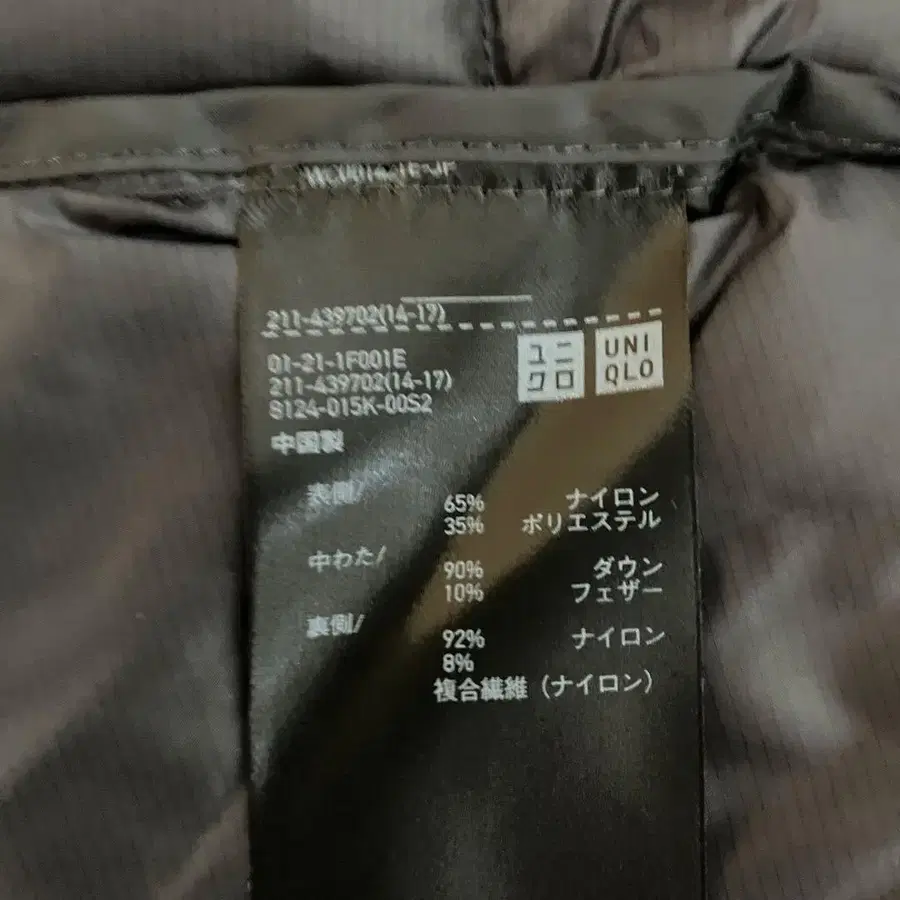 211-439702(14-17)
01-21-1F001E
211-439702(14-17)
8124-015K-00S2
ユニ
クロ
UNI
QLO
中国製
表側/
65% ナイロン
35% ポリエステル
中わた/
90% ダウン
10% フェザー
裏側/
92% ナイロン
8%
複合繊維(ナイロン)